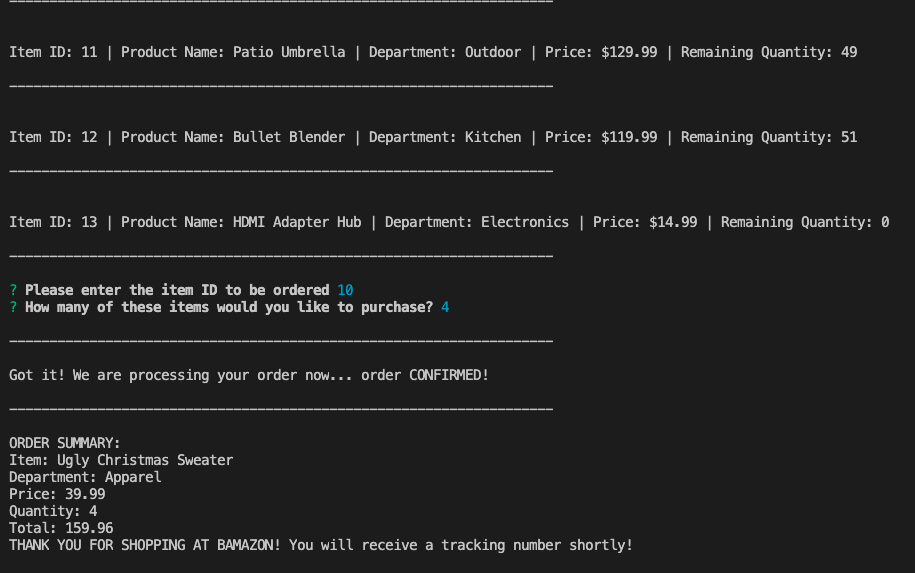 Item ID: 11 | Product Name: Patio Umbrella | Department: Outdoor | Price: $129.99 | Remaining Quantity: 49
Item ID: 12 | Product Name: Bullet Blender | Department: Kitchen | Price: $119.99 | Remaining Quantity: 51
Item ID: 13 | Product Name: HDMI Adapter Hub | Department: Electronics | Price: $14.99 | Remaining Quantity: 0
? Please enter the item ID to be ordered 10
? How many of these items would you like to purchase? 4
Got it! We are processing your order now... order CONFIRMED!
ORDER SUMMARY:
Item: Ugly Christmas Sweater
Department: Apparel
Price: 39.99
Quantity: 4
Total: 159.96
THANK YOU FOR SHOPPING AT BAMAZON! You will receive a tracking number shortly!